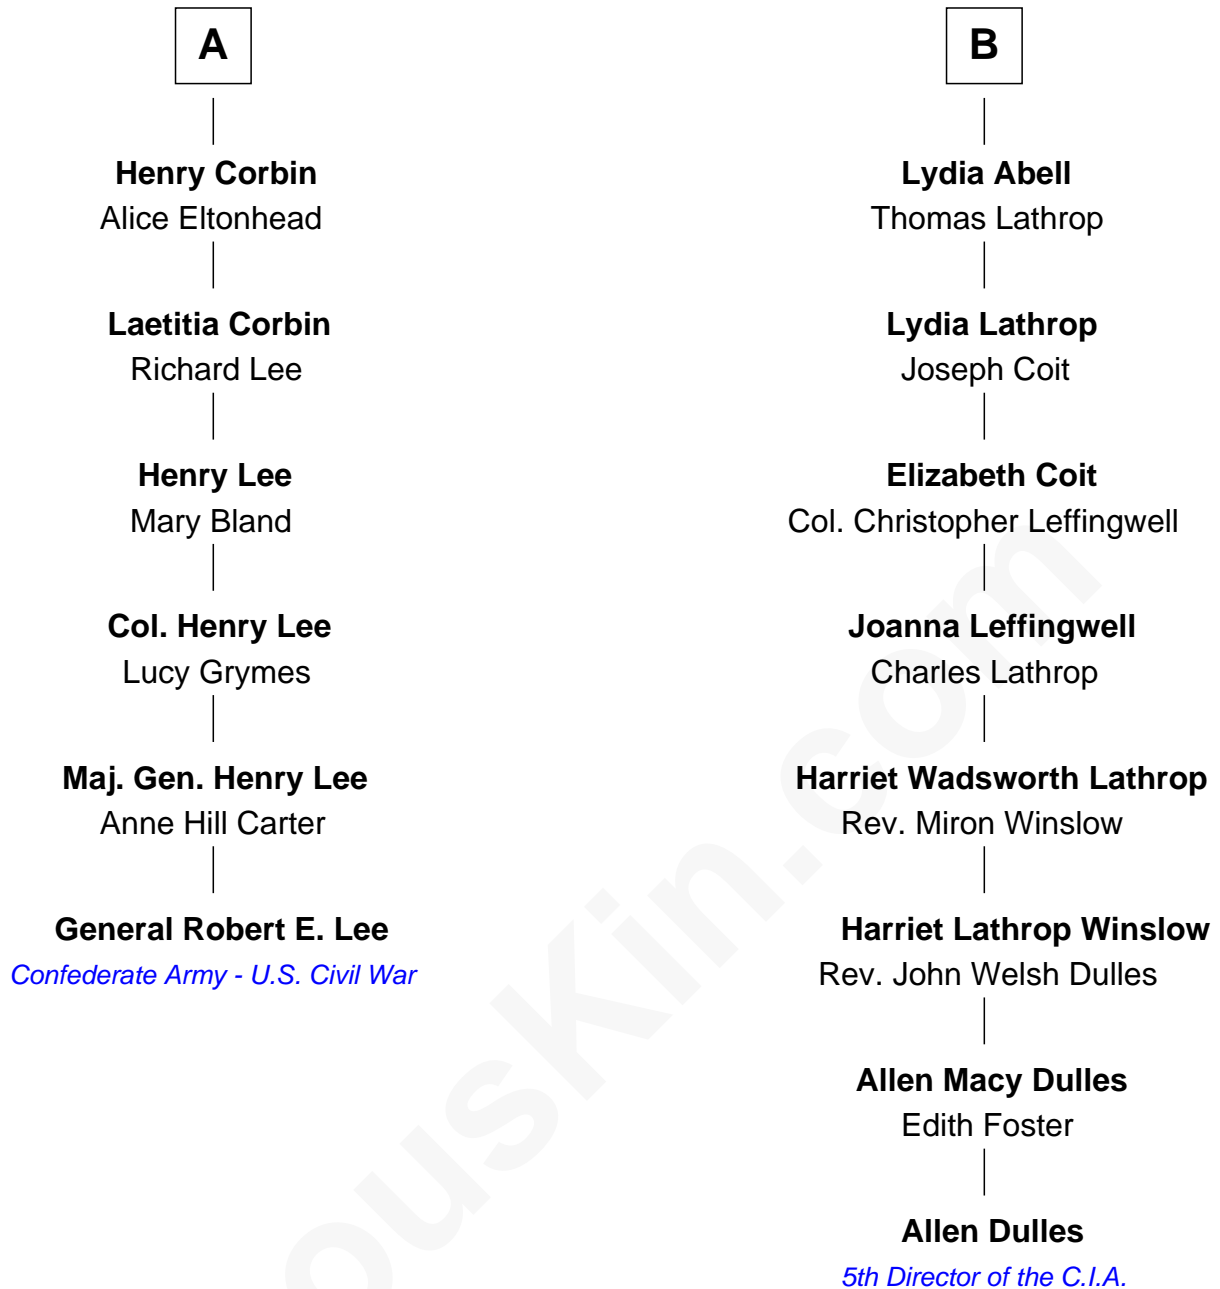 A
Henry Corbin
Alice Eltonhead
Laetitia Corbin
Richard Lee
Henry Lee
Mary Bland
Col. Henry Lee
Lucy Grymes
Maj. Gen. Henry Lee
Anne Hill Carter
General Robert E. Lee
Confederate Army - U.S. Civil War
B
Lydia Abell
Thomas Lathrop
Lydia Lathrop
Joseph Coit
Elizabeth Coit
Col. Christopher Leffingwell
Joanna Leffingwell
Charles Lathrop
Harriet Wadsworth Lathrop
Rev. Miron Winslow
Harriet Lathrop Winslow
Rev. John Welsh Dulles
Allen Macy Dulles
Edith Foster
Allen Dulles
5th Director of the C.I.A.
ousKin.com